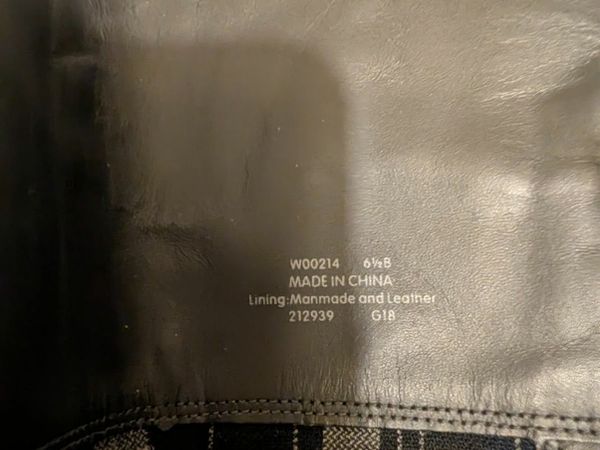 W00214 6½B
MADE IN CHINA
Lining:Manmade and Leather
212939 G18